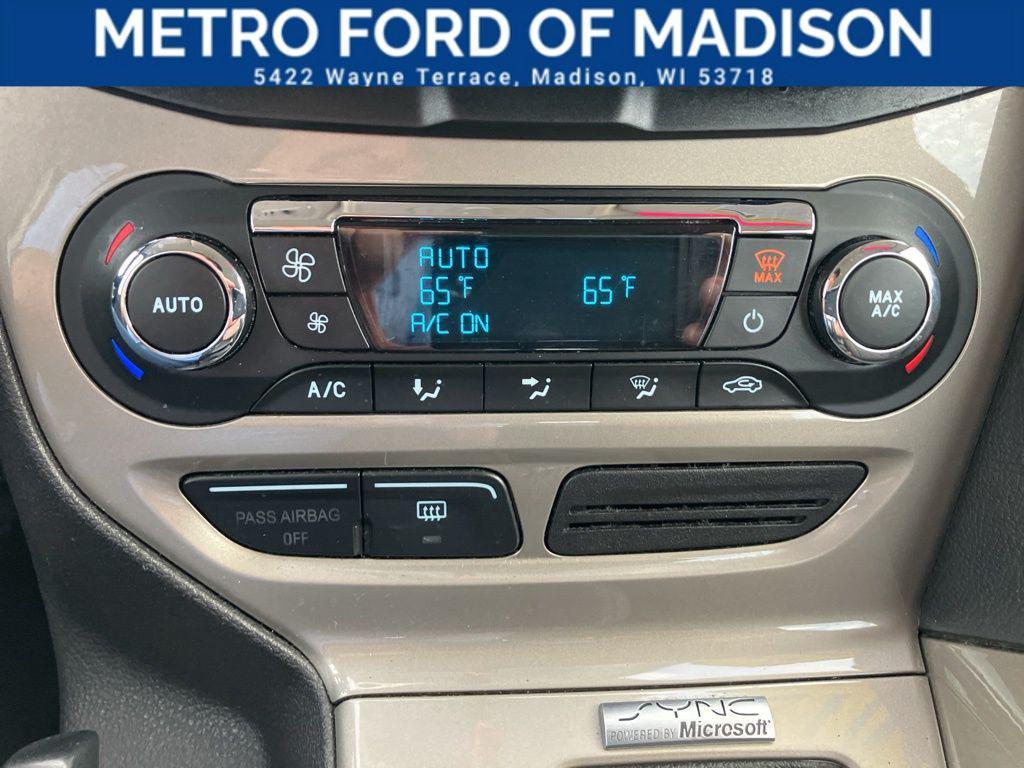 METRO FORD OF MADISON
5422 Wayne Terrace, Madison, WI 53718
AUTO
65°F 65°F
A/C ON
AUTO
MAX
MAX
A/C
A/C
PASS AIRBAG
OFF
SYNC
POWERED BY Microsoft